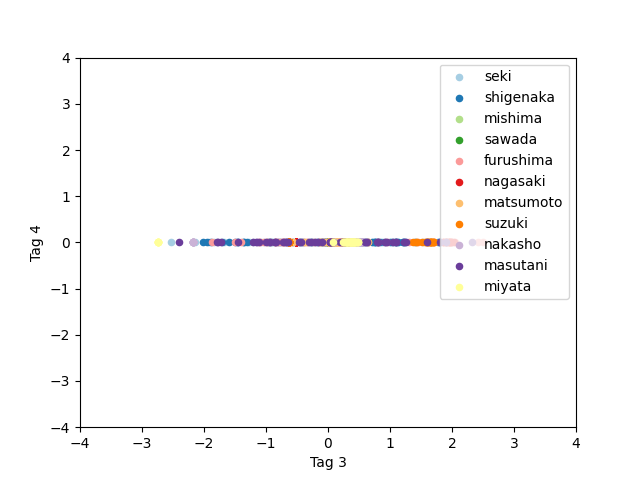 4
3
2
1
0
−1
−2
−3
−4
Tag 4
−4 −3 −2 −1 0 1 2 3 4
Tag 3
seki
shigenaka
mishima
sawada
furushima
nagasaki
matsumoto
suzuki
nakasho
masutani
miyata